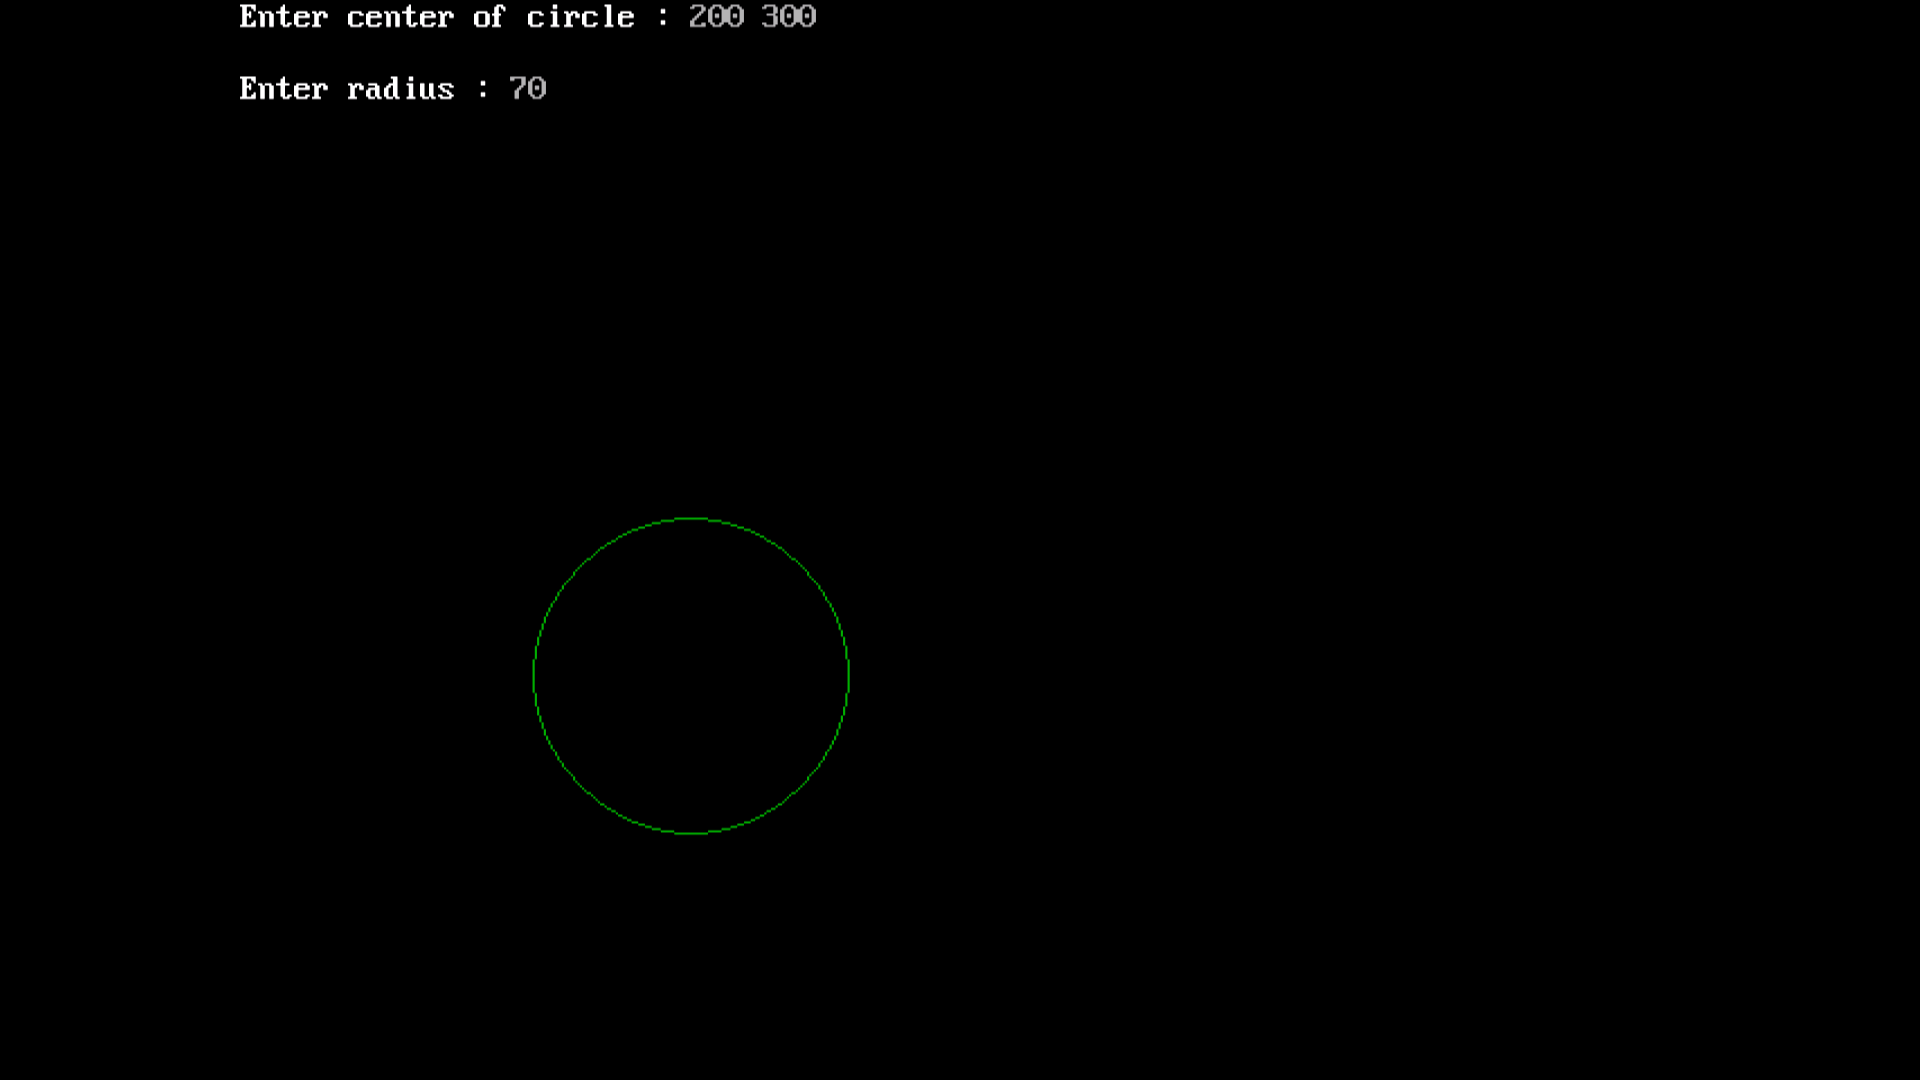 Enter center of circle : 200 300
Enter radius : 70